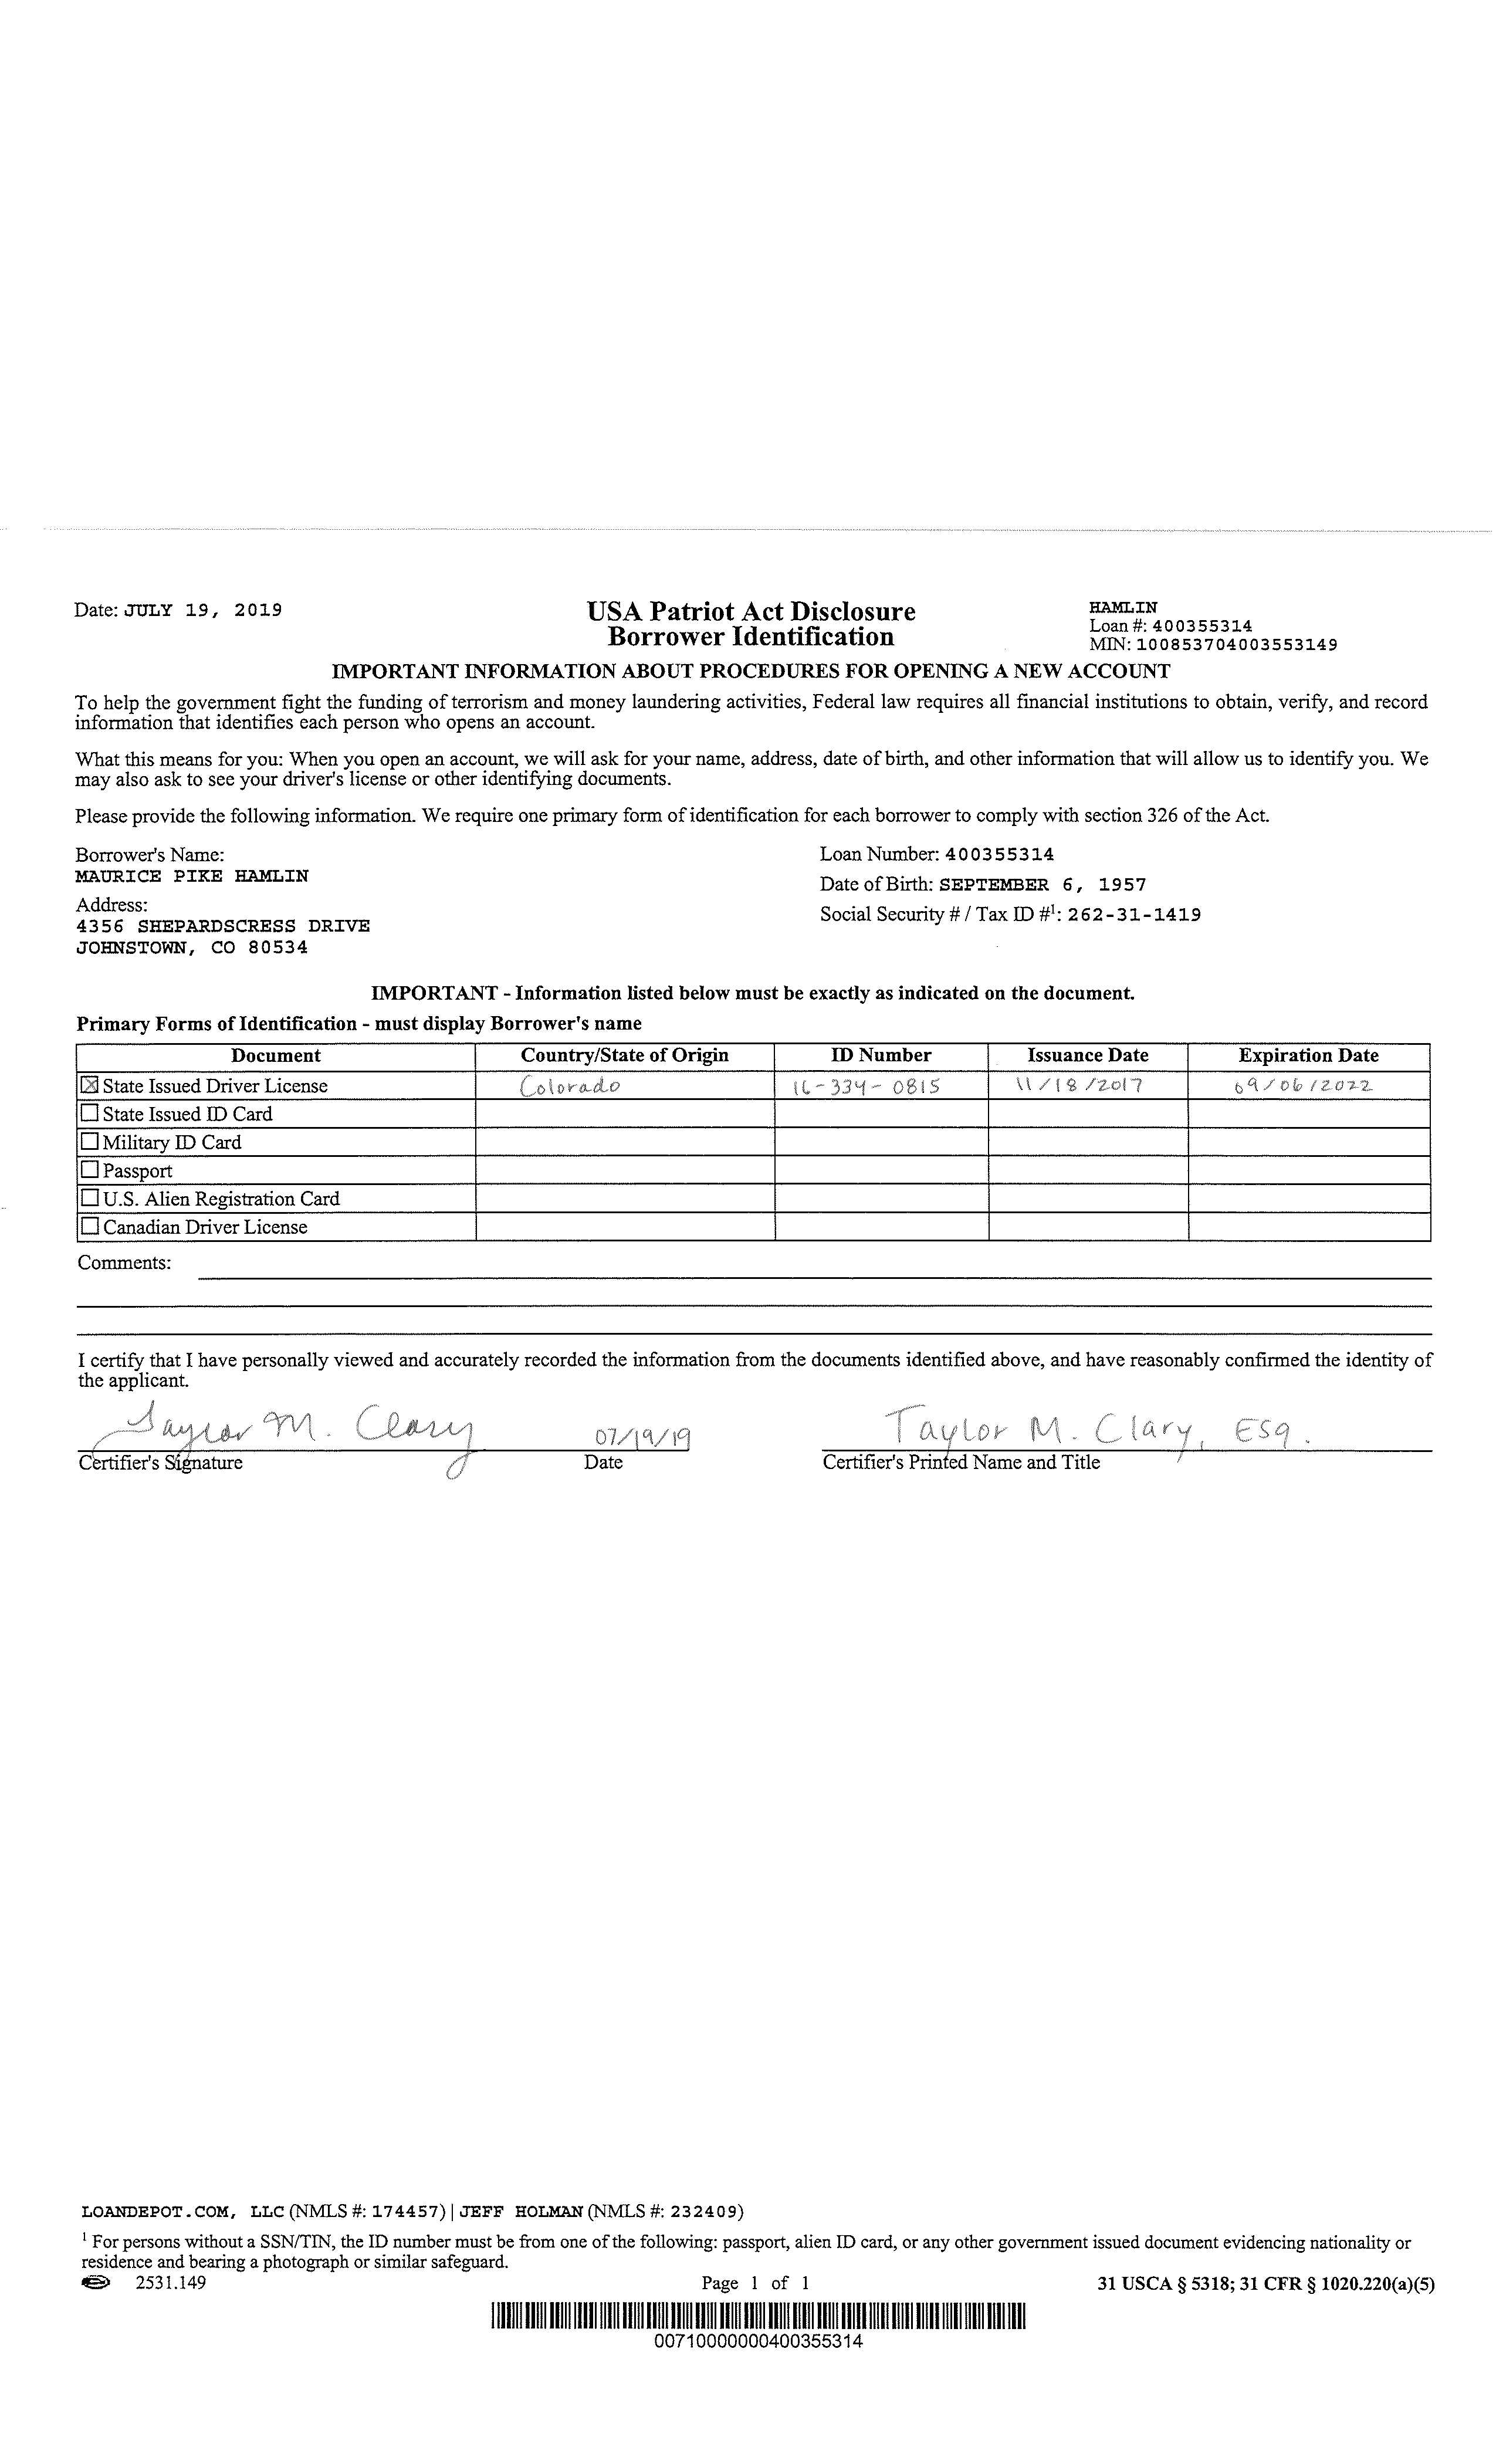 Date: JULY 19, 2019
USA Patriot Act Disclosure
Borrower Identification
HAMLIN
Loan #: 400355314
MIN: 100853704003553149
IMPORTANT INFORMATION ABOUT PROCEDURES FOR OPENING A NEW ACCOUNT
To help the government fight the funding of terrorism and money laundering activities, Federal law requires all financial institutions to obtain, verify, and record
information that identifies each person who opens an account.
What this means for you: When you open an account, we will ask for your name, address, date of birth, and other information that will allow us to identify you. We
may also ask to see your driver's license or other identifying documents.
Please provide the following information. We require one primary form of identification for each borrower to comply with section 326 of the Act.
Borrower's Name:
MAURICE PIKE HAMLIN
Address:
4356 SHEPARDSCRESS DRIVE
JOHNSTOWN, CO 80534
Loan Number: 400355314
Date of Birth: SEPTEMBER 6, 1957
Social Security # / Tax ID #¹: 262-31-1419
IMPORTANT - Information listed below must be exactly as indicated on the document.
Primary Forms of Identification - must display Borrower's name
Document Country/State of Origin ID Number Issuance Date Expiration Date
☒ State Issued Driver License Colorado 16-334-0815 11/18/2017 09/06/2022
☐ State Issued ID Card
☐ Military ID Card
☐ Passport
☐ U.S. Alien Registration Card
☐ Canadian Driver License
Comments:
I certify that I have personally viewed and accurately recorded the information from the documents identified above, and have reasonably confirmed the identity of
the applicant.
Taylor M. Clary 07/19/19 Taylor M. Clary, ESQ.
Certifier's Signature Date Certifier's Printed Name and Title
LOANDEPOT.COM, LLC (NMLS #: 174457) | JEFF HOLMAN (NMLS #: 232409)
¹ For persons without a SSN/TIN, the ID number must be from one of the following: passport, alien ID card, or any other government issued document evidencing nationality or
residence and bearing a photograph or similar safeguard.
2531.149 Page 1 of 1 31 USCA § 5318; 31 CFR § 1020.220(a)(5)
00710000000400355314